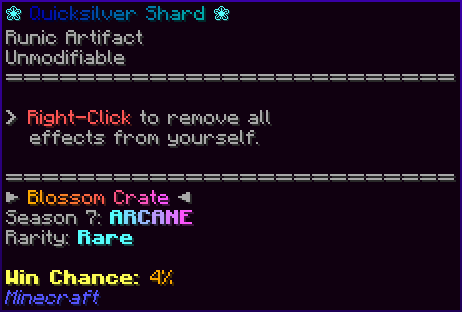 ❀ Quicksilver Shard ❀
Runic Artifact
Unmodifiable
============================
> Right-Click to remove all
effects from yourself.
============================
► Blossom Crate ◄
Season 7: ARCANE
Rarity: Rare
Win Chance: 4%
Minecraft